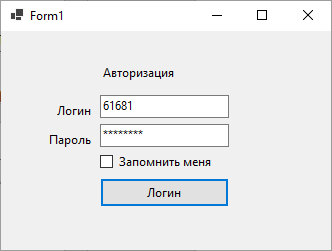 Form1
Авторизация
Логин 61681
Пароль ********
Запомнить меня
Логин